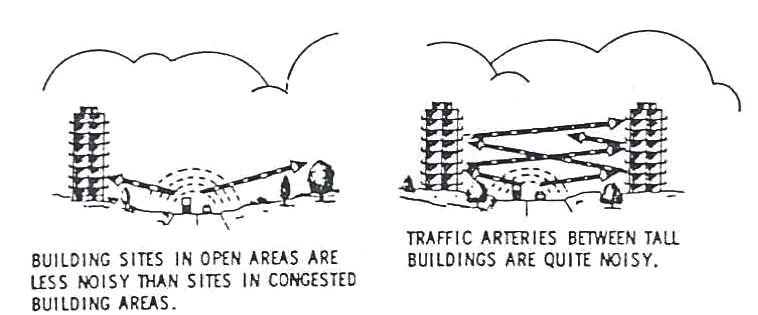 BUILDING SITES IN OPEN AREAS ARE
LESS NOISY THAN SITES IN CONGESTED
BUILDING AREAS.
TRAFFIC ARTERIES BETWEEN TALL
BUILDINGS ARE QUITE NOISY.